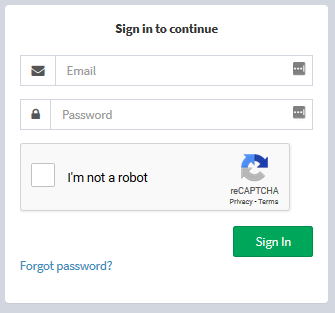 Sign in to continue
Email
Password
I'm not a robot
reCAPTCHA
Privacy - Terms
Sign In
Forgot password?